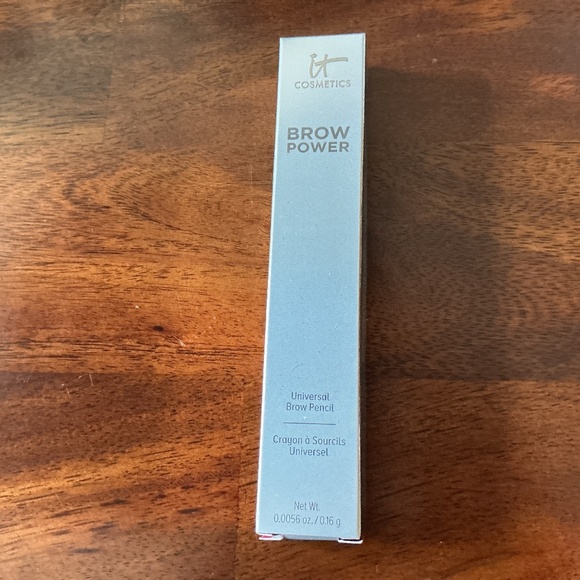 it
COSMETICS
BROW
POWER
Universal
Brow Pencil
Crayon à Sourcils
Universel
Net Wt.
0.0056 oz. / 0.16 g